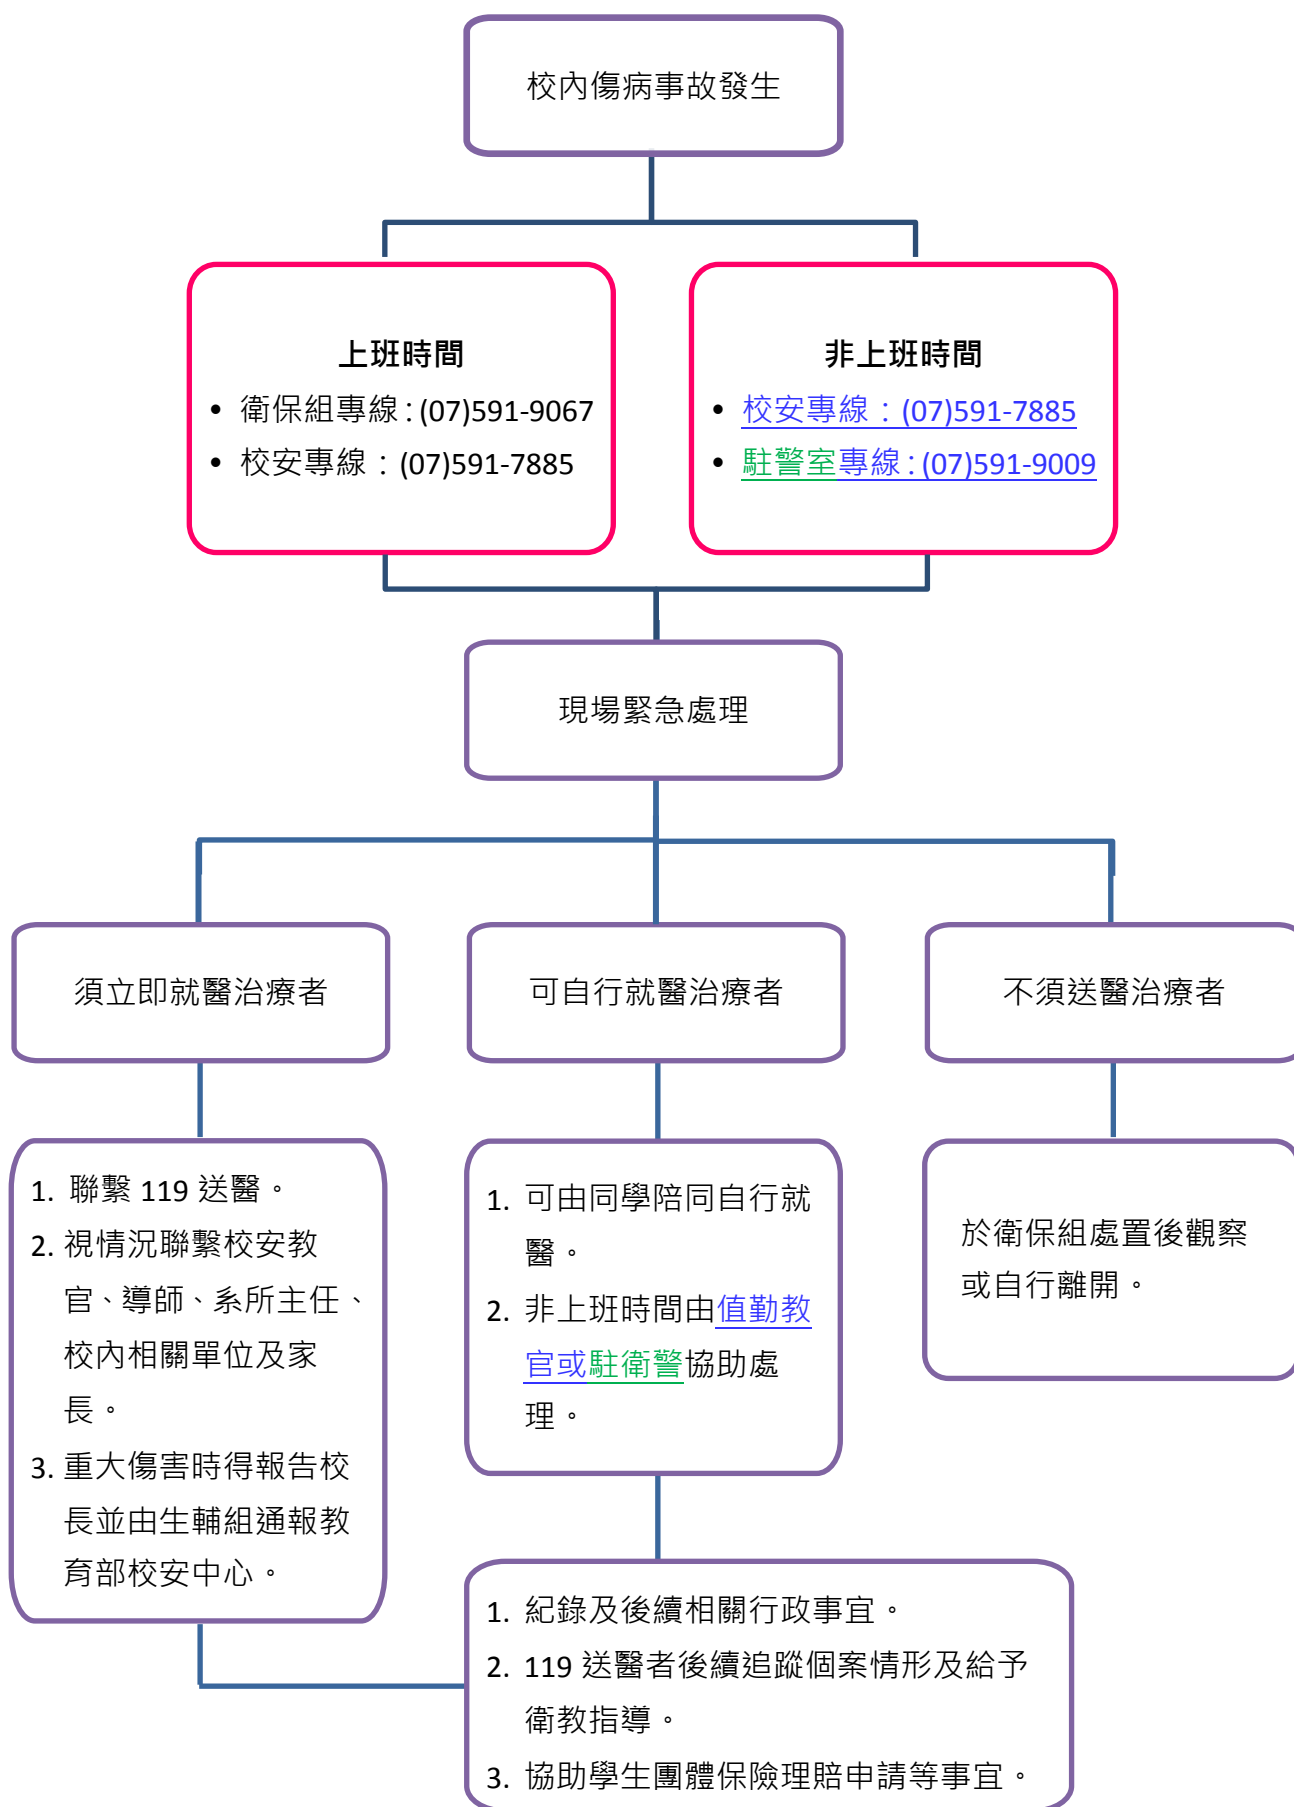 校內傷病事故發生
上班時間
• 衛保組專線：(07)591-9067
• 校安專線：(07)591-7885
非上班時間
• 校安專線：(07)591-7885
• 駐警室專線：(07)591-9009
現場緊急處理
須立即就醫治療者
可自行就醫治療者
不須送醫治療者
1. 聯繫 119 送醫。
2. 視情況聯繫校安教
官、導師、系所主任、
校內相關單位及家
長。
3. 重大傷害時得報告校
長並由生輔組通報教
育部校安中心。
1. 可由同學陪同自行就
醫。
2. 非上班時間由值勤教
官或駐衛警協助處
理。
於衛保組處置後觀察
或自行離開。
1. 紀錄及後續相關行政事宜。
2. 119 送醫者後續追蹤個案情形及給予
衛教指導。
3. 協助學生團體保險理賠申請等事宜。